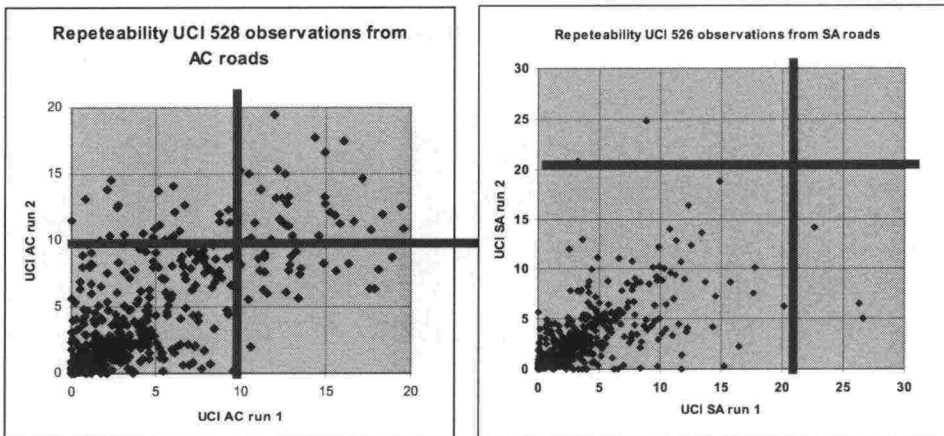 Repeteability UCI 528 observations from
AC roads
20
15
10
5
0
0 5 10 15 20
UCI AC run 2
UCI AC run 1
Repeteability UCI 526 observations from SA roads
30
25
20
15
10
5
0
0 5 10 15 20 25 30
UCI SA run 2
UCI SA run 1